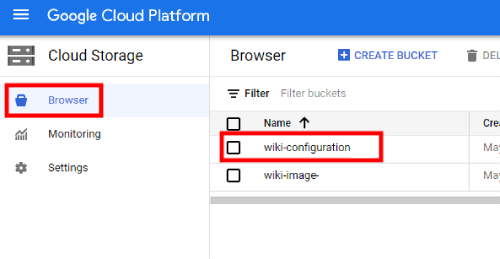 Google Cloud Platform
Cloud Storage
Browser
CREATE BUCKET
DEL
Browser
Monitoring
Settings
Filter Filter buckets
Name Crea
wiki-configuration May
wiki-image- May